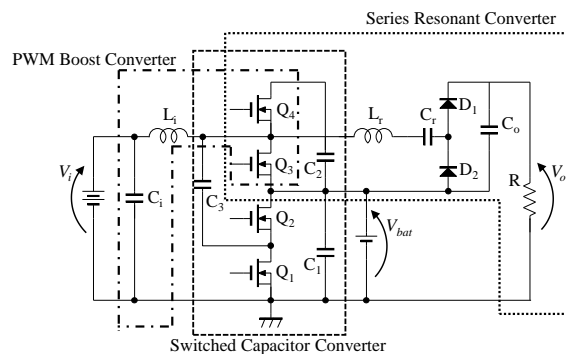 Series Resonant Converter
PWM Boost Converter
Li
Q4
Lr
Cr
D1
Co
Vi
Ci
Q3
C2
D2
R
Vo
C3
Q2
Vbat
C1
Q1
Switched Capacitor Converter